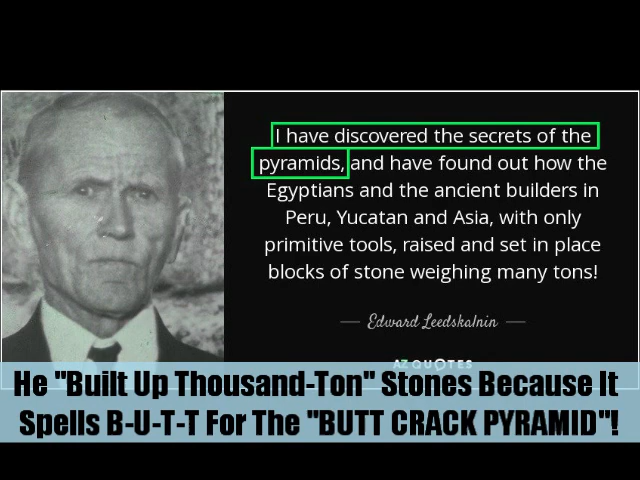 I have discovered the secrets of the
pyramids, and have found out how the
Egyptians and the ancient builders in
Peru, Yucatan and Asia, with only
primitive tools, raised and set in place
blocks of stone weighing many tons!
Edward Leedskalnin
AZ QUOTES
He "Built Up Thousand-Ton" Stones Because It
Spells B-U-T-T For The "BUTT CRACK PYRAMID"!